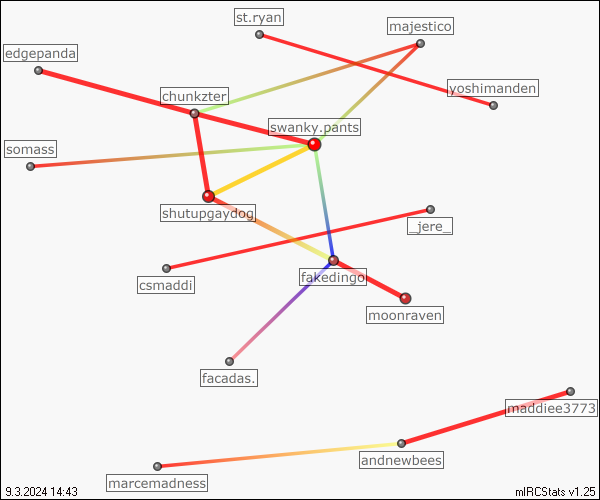 st.ryan
majestico
edgepanda
yoshimanden
chunkzter
swanky.pants
somass
shutupgaydog
_jere_
fakedingo
csmaddi
moonraven
facadas.
maddiee3773
andnewbees
marcemadness
9.3.2024 14:43
mIRCStats v1.25